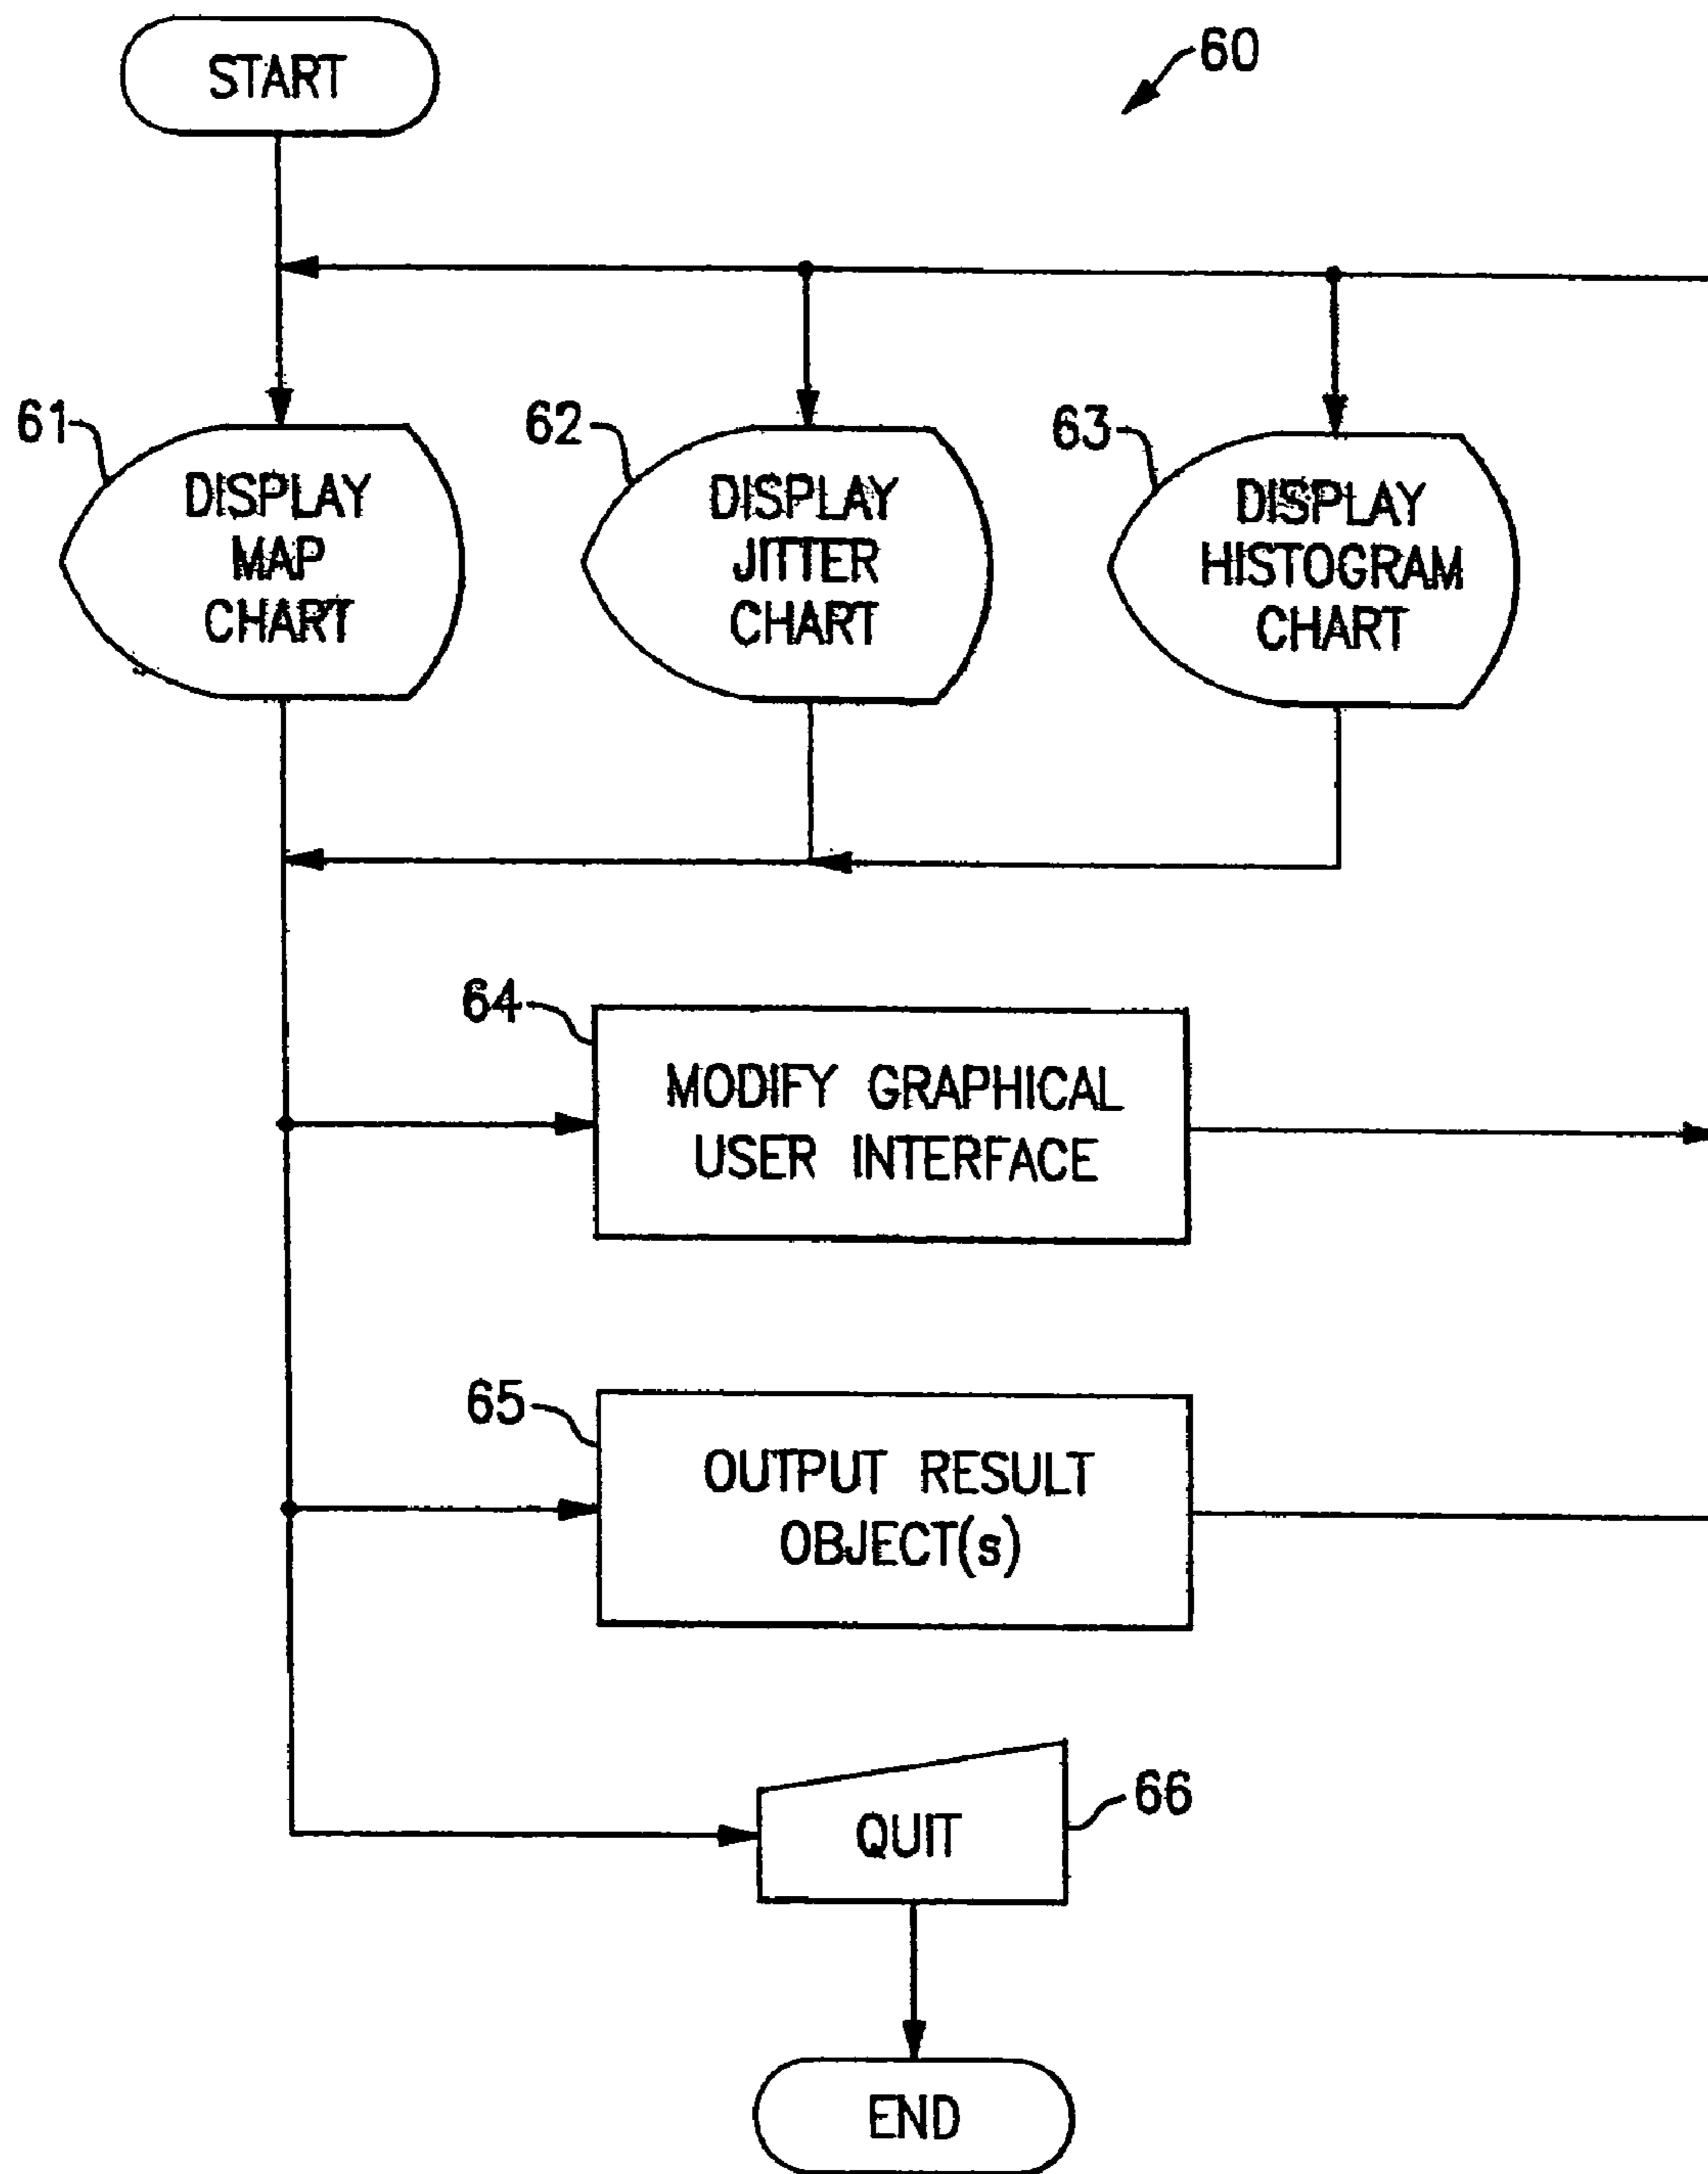 START
60
61
DISPLAY
MAP
CHART
62
DISPLAY
JITTER
CHART
63
DISPLAY
HISTOGRAM
CHART
64
MODIFY GRAPHICAL
USER INTERFACE
65
OUTPUT RESULT
OBJECT(s)
QUIT
66
END